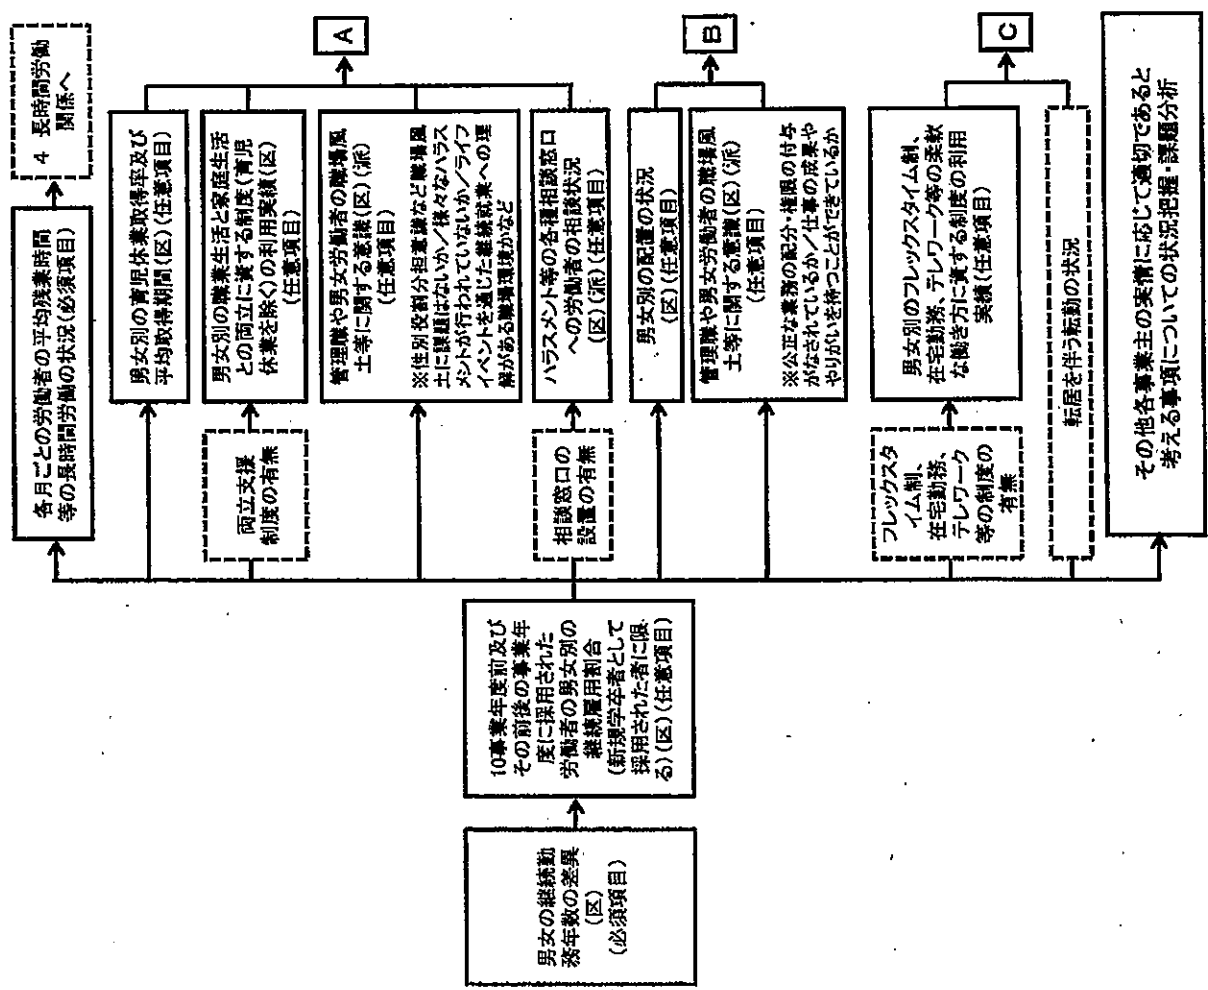 男女の継続勤
務年数の差異
(区)
(必須項目)
10事業年度前及び
その前後の事業年
度に採用された
労働者の男女別の
継続雇用割合
(新規学卒者として
採用された者に限
る)(区)(任意項目)
各月ごとの労働者の平均残業時間
等の長時間労働の状況(必須項目)
4 長時間労働
関係へ
男女別の育児休業取得率及び
平均取得期間(区)(任意項目)
両立支援
制度の有無
男女別の職業生活と家庭生活
との両立に資する制度(育児
休業を除く)の利用実績(区)
(任意項目)
管理職や男女労働者の職場風
土等に関する意識(区)(派)
(任意項目)
※性別役割分担意識など職場風
土に課題はないか/様々なハラス
メントが行われていないか/ライフ
イベントを通じた継続就業への理
解がある職場環境かなど
相談窓口の
設置の有無
ハラスメント等の各種相談窓口
への労働者の相談状況
(区)(派)(任意項目)
A
男女別の配置の状況
(区)(任意項目)
管理職や男女労働者の職場風
土等に関する意識(区)(派)
(任意項目)
※公正な業務の配分・権限の付与
がなされているか/仕事の成果や
やりがいを持つことができているか
B
フレックスタ
イム制、
在宅勤務、
テレワーク
等の制度の
有無
男女別のフレックスタイム制、
在宅勤務、テレワーク等の柔軟
な働き方に資する制度の利用
実績(任意項目)
転居を伴う転勤の状況
C
その他各事業主の実情に応じて適切であると
考える事項についての状況把握・課題分析